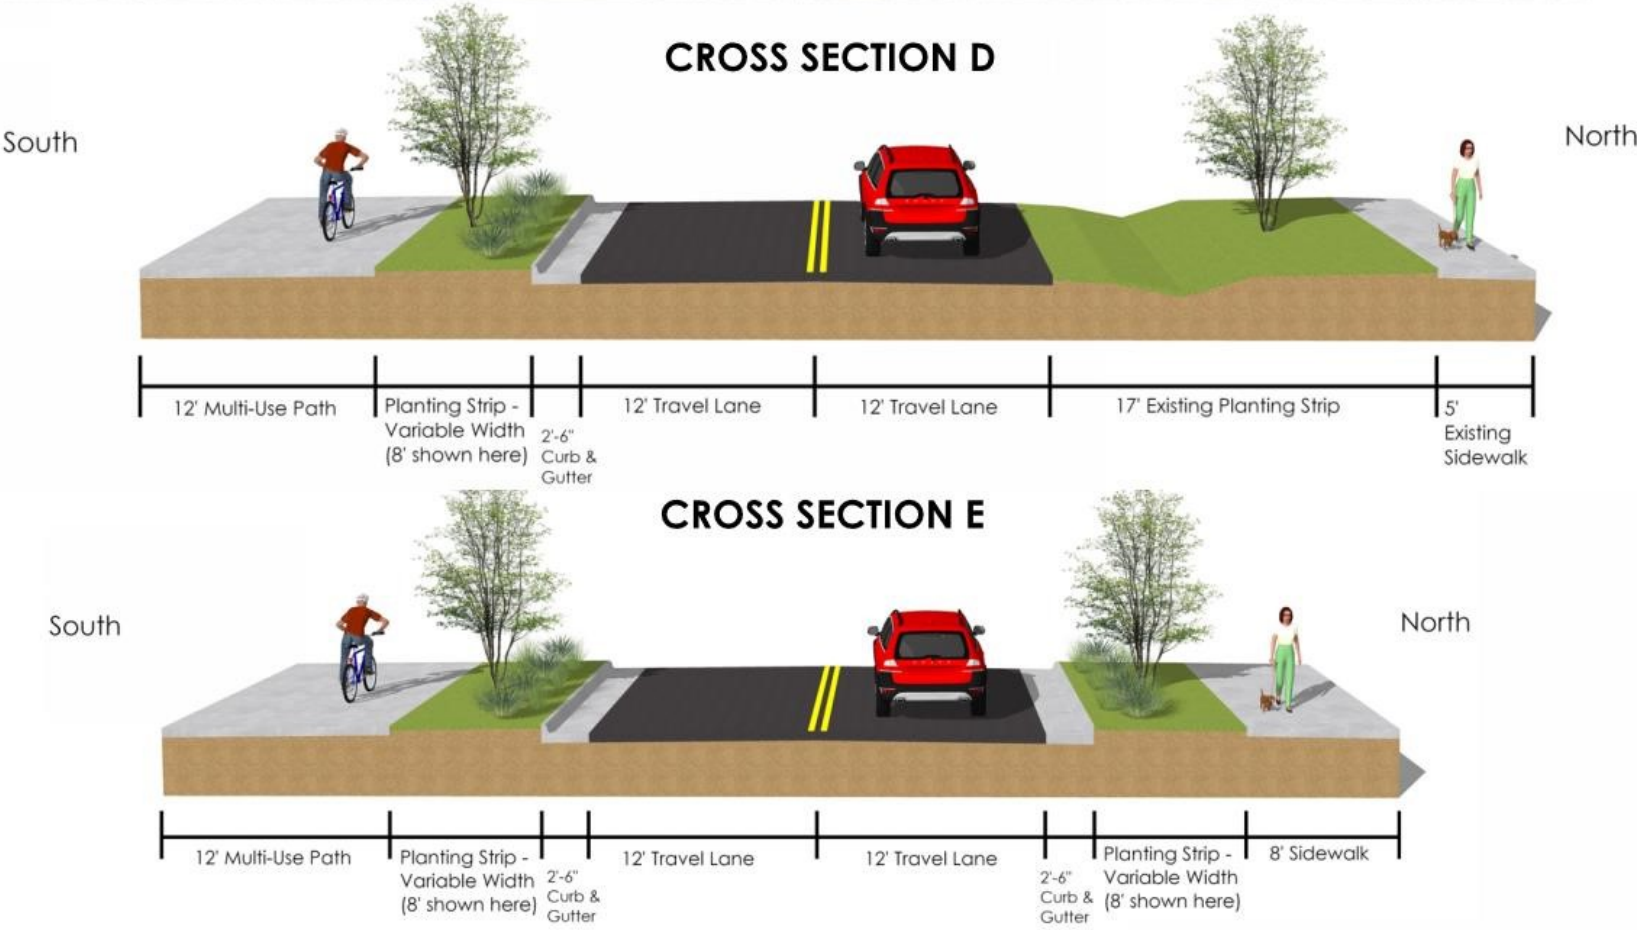 CROSS SECTION D
South
North
12' Multi-Use Path
Planting Strip -
Variable Width
(8' shown here)
2'-6"
Curb &
Gutter
12' Travel Lane
12' Travel Lane
17' Existing Planting Strip
5'
Existing
Sidewalk
CROSS SECTION E
South
North
12' Multi-Use Path
Planting Strip -
Variable Width
(8' shown here)
2'-6"
Curb &
Gutter
12' Travel Lane
12' Travel Lane
2'-6"
Curb &
Gutter
Planting Strip -
Variable Width
(8' shown here)
8' Sidewalk